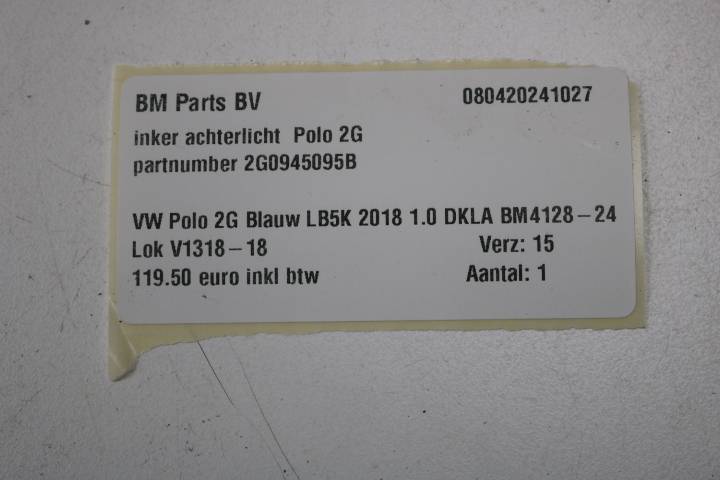 BM Parts BV 080420241027
inker achterlicht Polo 2G
partnumber 2G0945095B
VW Polo 2G Blauw LB5K 2018 1.0 DKLA BM4128-24
Lok V1318-18 Verz: 15
119.50 euro inkl btw Aantal: 1